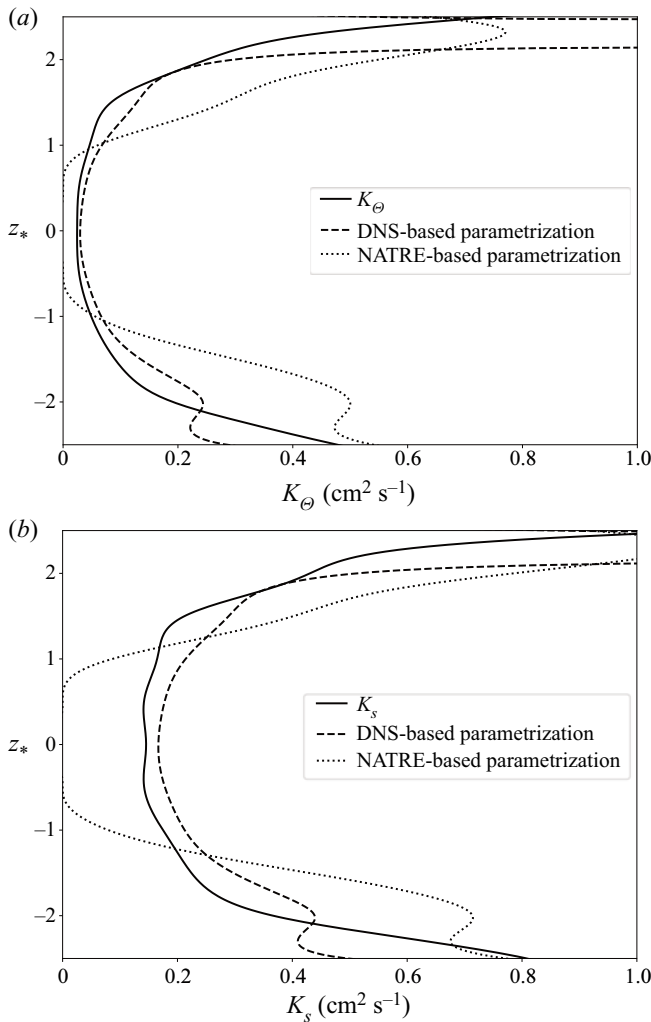 (a)
2
1
0
−1
−2
z*
K_Θ
DNS-based parametrization
NATRE-based parametrization
0 0.2 0.4 0.6 0.8 1.0
K_Θ (cm² s⁻¹)
(b)
2
1
0
−1
−2
z*
K_s
DNS-based parametrization
NATRE-based parametrization
0 0.2 0.4 0.6 0.8 1.0
K_s (cm² s⁻¹)